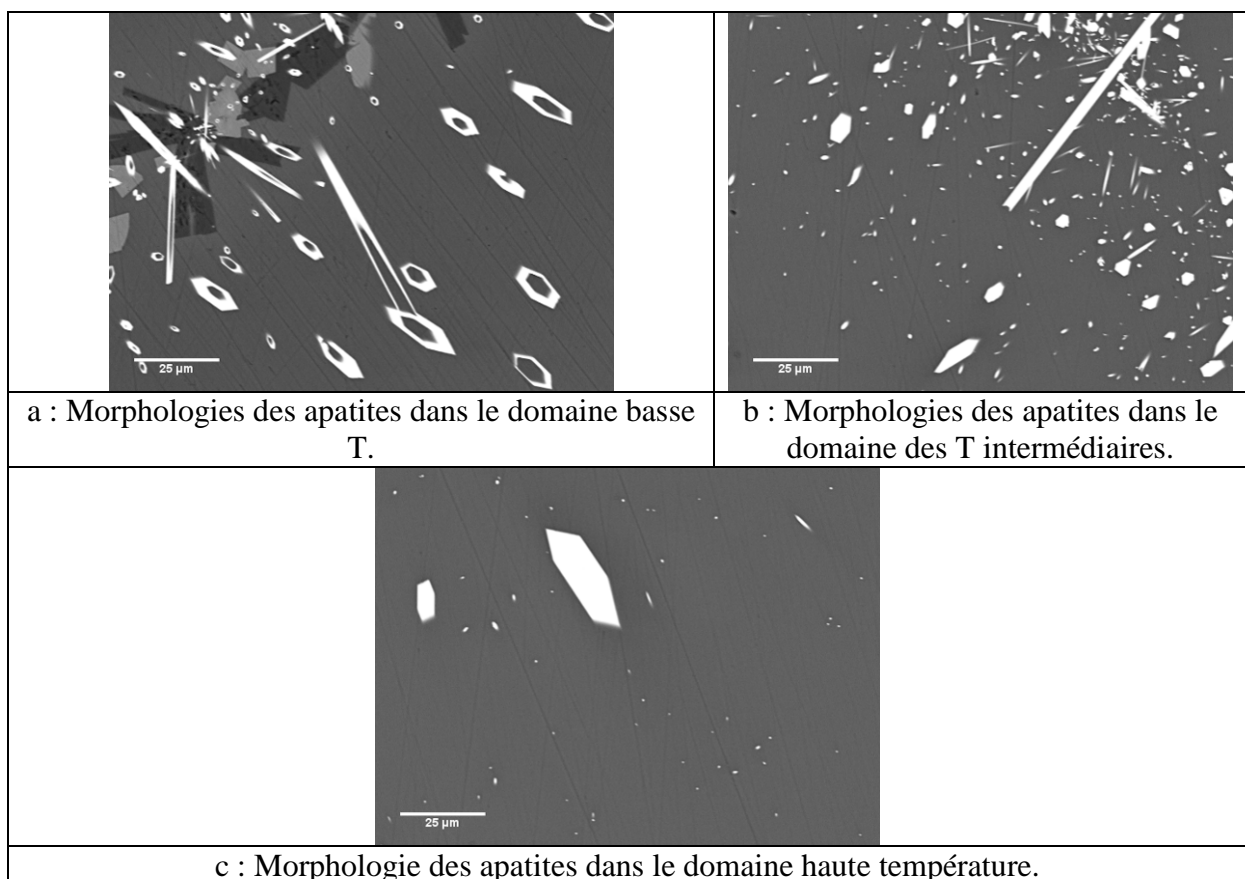 25 µm
25 µm
a : Morphologies des apatites dans le domaine basse
T.
b : Morphologies des apatites dans le
domaine des T intermédiaires.
25 µm
c : Morphologie des apatites dans le domaine haute température.